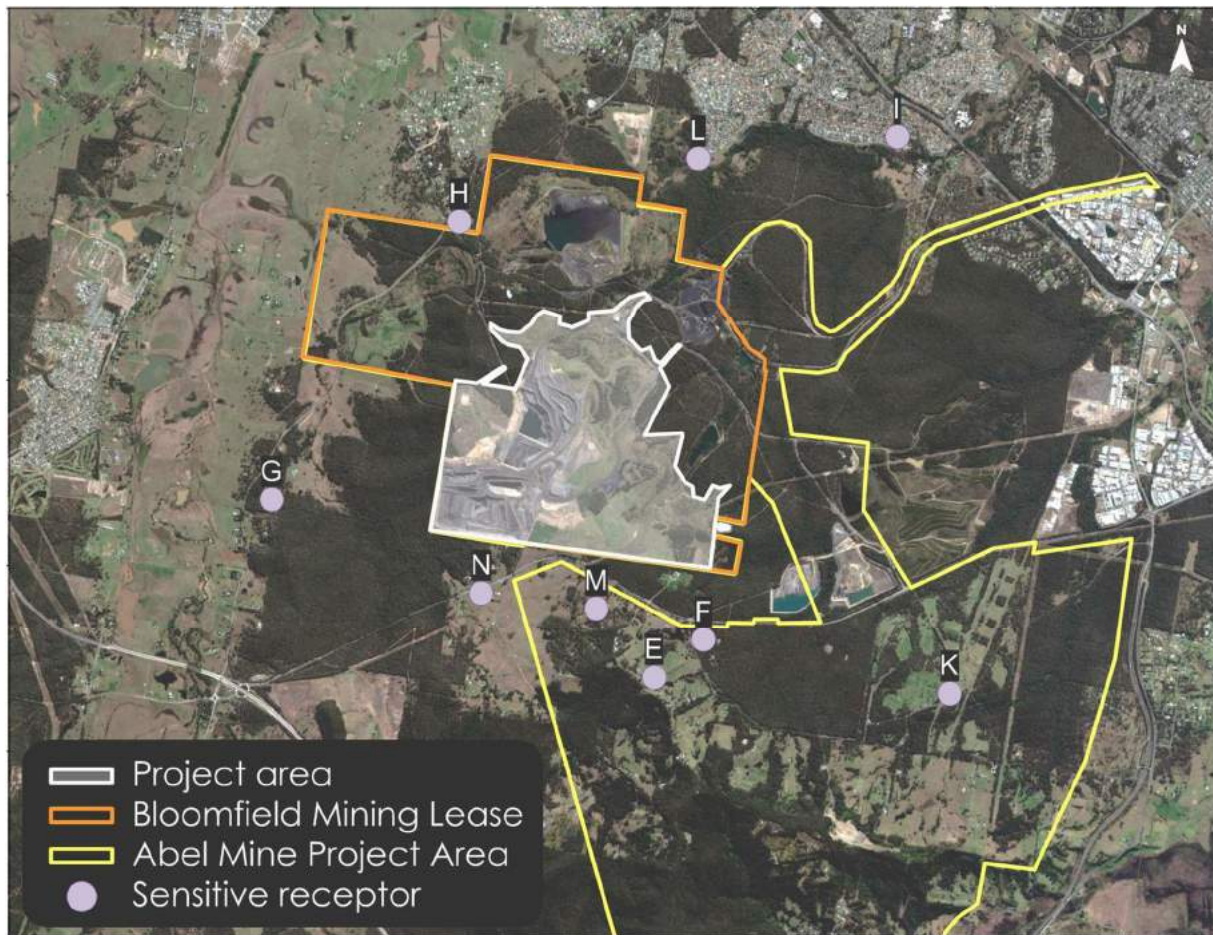 N
L
I
H
G
N
M
F
E
K
Project area
Bloomfield Mining Lease
Abel Mine Project Area
Sensitive receptor